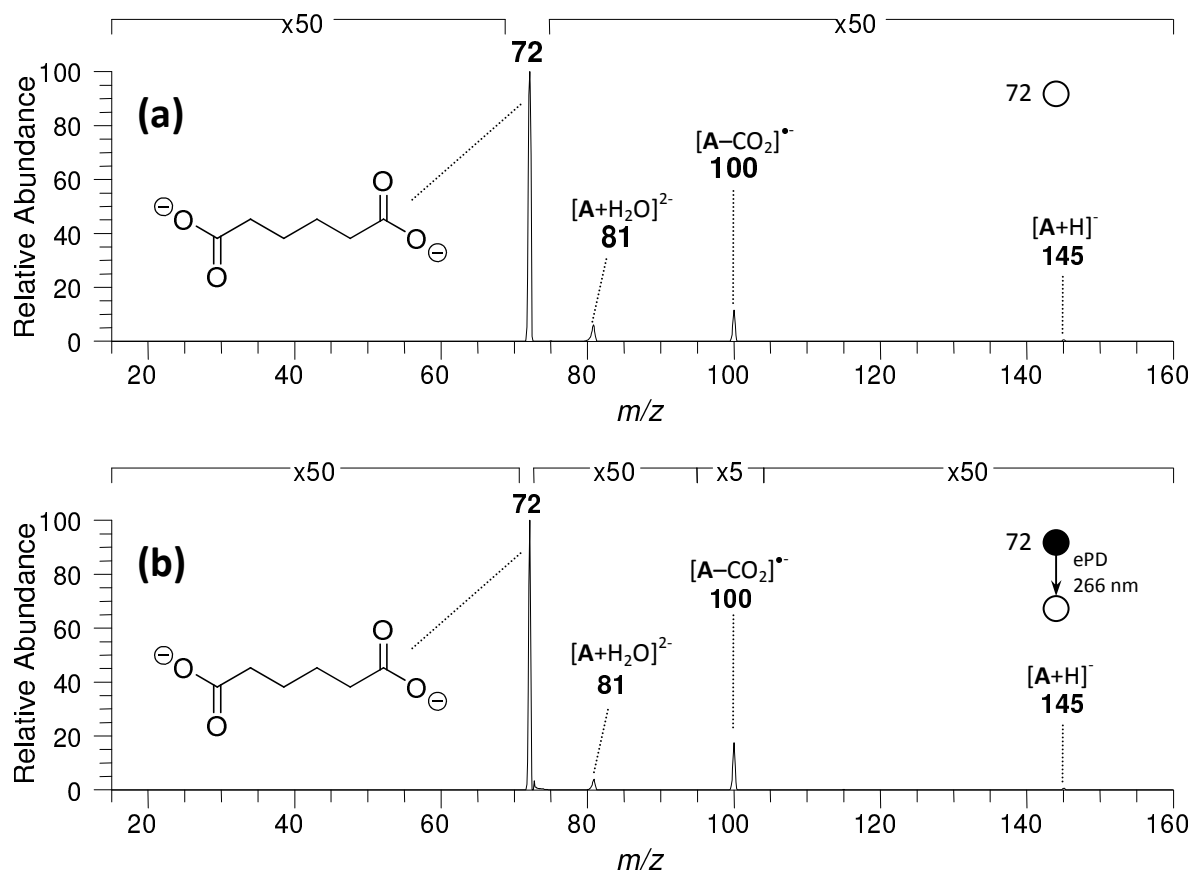 x50 x50
72
100
80
60
40
20
0
Relative Abundance
(a)
⊖ O
O
O
O ⊖
[A+H₂O]²⁻
81
[A–CO₂]•⁻
100
72
[A+H]⁻
145
20 40 60 80 100 120 140 160
m/z
x50 x50 x5 x50
72
100
80
60
40
20
0
Relative Abundance
(b)
⊖ O
O
O
O ⊖
[A+H₂O]²⁻
81
[A–CO₂]•⁻
100
72
ePD
266 nm
[A+H]⁻
145
20 40 60 80 100 120 140 160
m/z